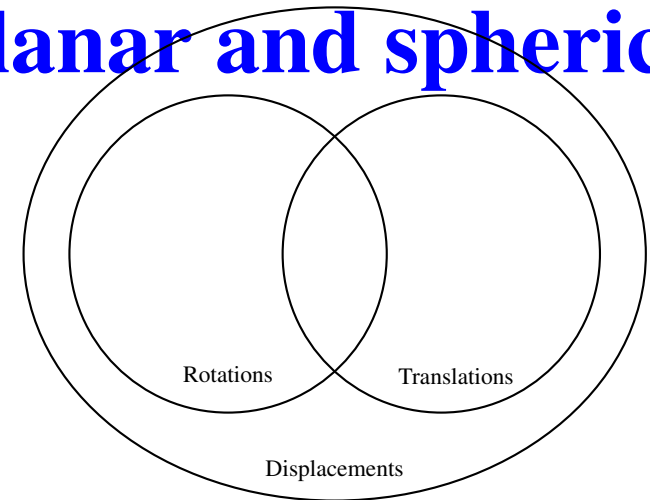 lanar and spheric
Rotations
Translations
Displacements